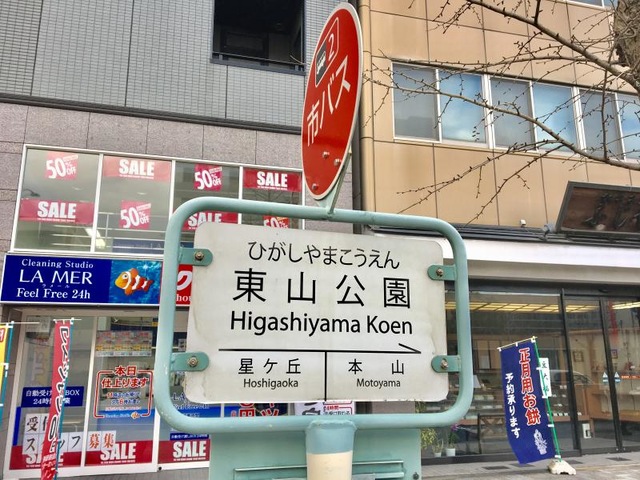 2
市バス
ひがしやまこうえん
東山公園
Higashiyama Koen
星ケ丘
Hoshigaoka
本山
Motoyama
50% OFF
SALE
50%
SALE
SALE
50%
Cleaning Studio
LA MER
Feel Free 24h
本日
仕上ります
SALE
SALE
募集
正月用お餅
予約承ります